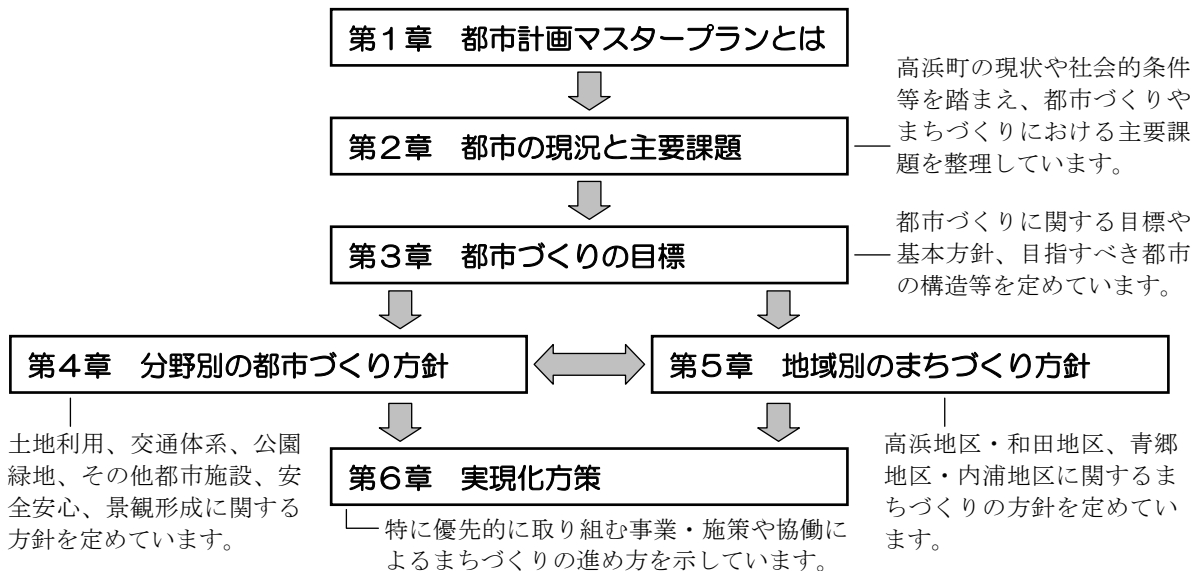 第1章 都市計画マスタープランとは
高浜町の現状や社会的条件
等を踏まえ、都市づくりや
まちづくりにおける主要課
題を整理しています。
第2章 都市の現況と主要課題
都市づくりに関する目標や
基本方針、目指すべき都市
の構造等を定めています。
第3章 都市づくりの目標
第4章 分野別の都市づくり方針
第5章 地域別のまちづくり方針
土地利用、交通体系、公園
緑地、その他都市施設、安
全安心、景観形成に関する
方針を定めています。
高浜地区・和田地区、青郷
地区・内浦地区に関するま
ちづくりの方針を定めてい
ます。
第6章 実現化方策
特に優先的に取り組む事業・施策や協働に
よるまちづくりの進め方を示しています。